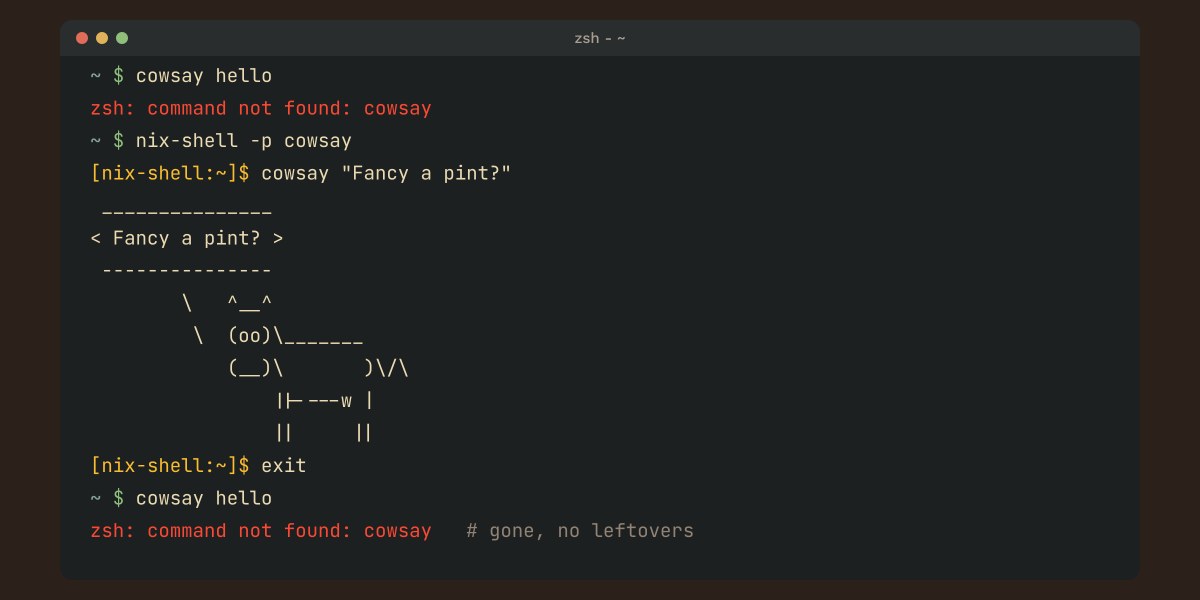 zsh - ~
~ $ cowsay hello
zsh: command not found: cowsay
~ $ nix-shell -p cowsay
[nix-shell:~]$ cowsay "Fancy a pint?"
 _______________
< Fancy a pint? >
 ---------------
        \   ^__^
         \  (oo)\_______
            (__)\       )\/\
                ||----w |
                ||     ||
[nix-shell:~]$ exit
~ $ cowsay hello
zsh: command not found: cowsay   # gone, no leftovers